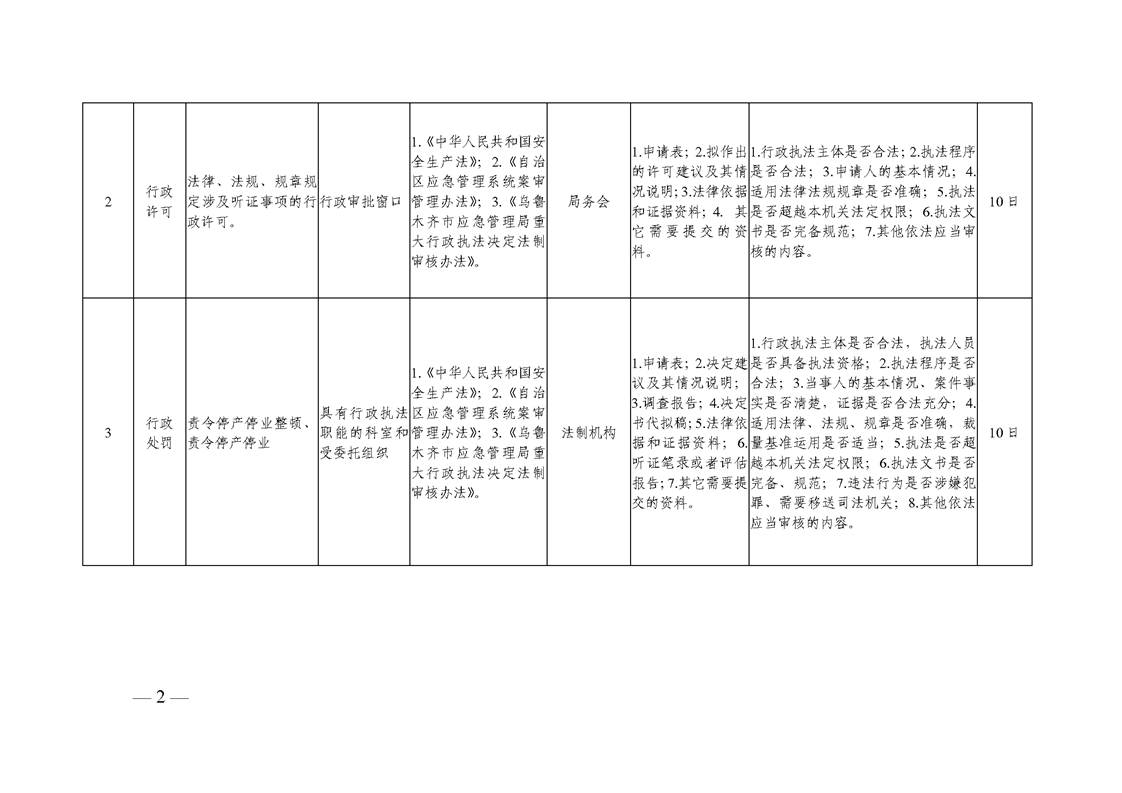 2
行政
许可
法律、法规、规章规
定涉及听证事项的行
政许可。
行政审批窗口
1.《中华人民共和国安
全生产法》；2.《自治
区应急管理系统案审
管理办法》；3.《乌鲁
木齐市应急管理局重
大行政执法决定法制
审核办法》。
局务会
1.申请表；2.拟作出
的许可建议及其情
况说明；3.法律依据
和证据资料；4. 其
它需要提交的资
料。
1.行政执法主体是否合法；2.执法程序
是否合法；3.申请人的基本情况；4.
适用法律法规规章是否准确；5.执法
是否超越本机关法定权限；6.执法文
书是否完备规范；7.其他依法应当审
核的内容。
10 日
3
行政
处罚
责令停产停业整顿、
责令停产停业
具有行政执法
职能的科室和
受委托组织
1.《中华人民共和国安
全生产法》；2.《自治
区应急管理系统案审
管理办法》；3.《乌鲁
木齐市应急管理局重
大行政执法决定法制
审核办法》。
法制机构
1.申请表；2.决定建
议及其情况说明；
3.调查报告；4.决定
书代拟稿；5.法律依
据和证据资料；6.
听证笔录或者评估
报告；7.其它需要提
交的资料。
1.行政执法主体是否合法，执法人员
是否具备执法资格；2.执法程序是否
合法；3.当事人的基本情况、案件事
实是否清楚，证据是否合法充分；4.
适用法律、法规、规章是否准确，裁
量基准运用是否适当；5.执法是否超
越本机关法定权限；6.执法文书是否
完备、规范；7.违法行为是否涉嫌犯
罪、需要移送司法机关；8.其他依法
应当审核的内容。
10 日
— 2 —